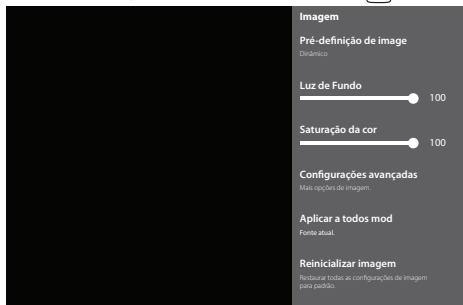 Imagem
Pré-definição de image
Dinâmico
Luz de Fundo
100
Saturação da cor
100
Configurações avançadas
Mais opções de imagem.
Aplicar a todos mod
Fonte atual.
Reinicializar imagem
Restaurar todas as configurações de imagem
para padrão.